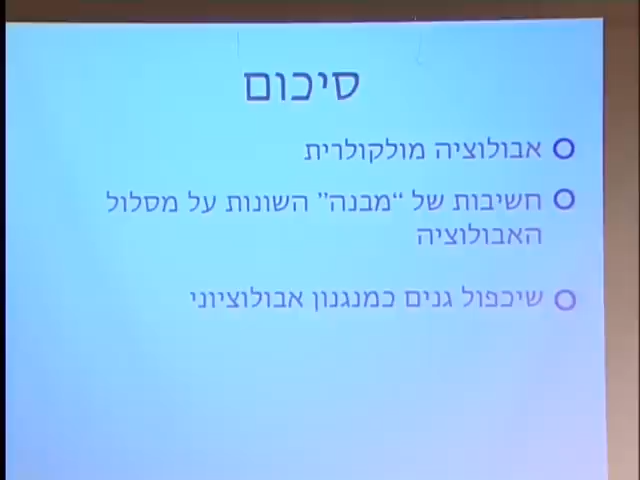 סיכום
אבולוציה מולקולרית
חשיבות של “מבנה” השונות על מסלול
האבולוציה
שיכפול גנים כמנגנון אבולוציוני